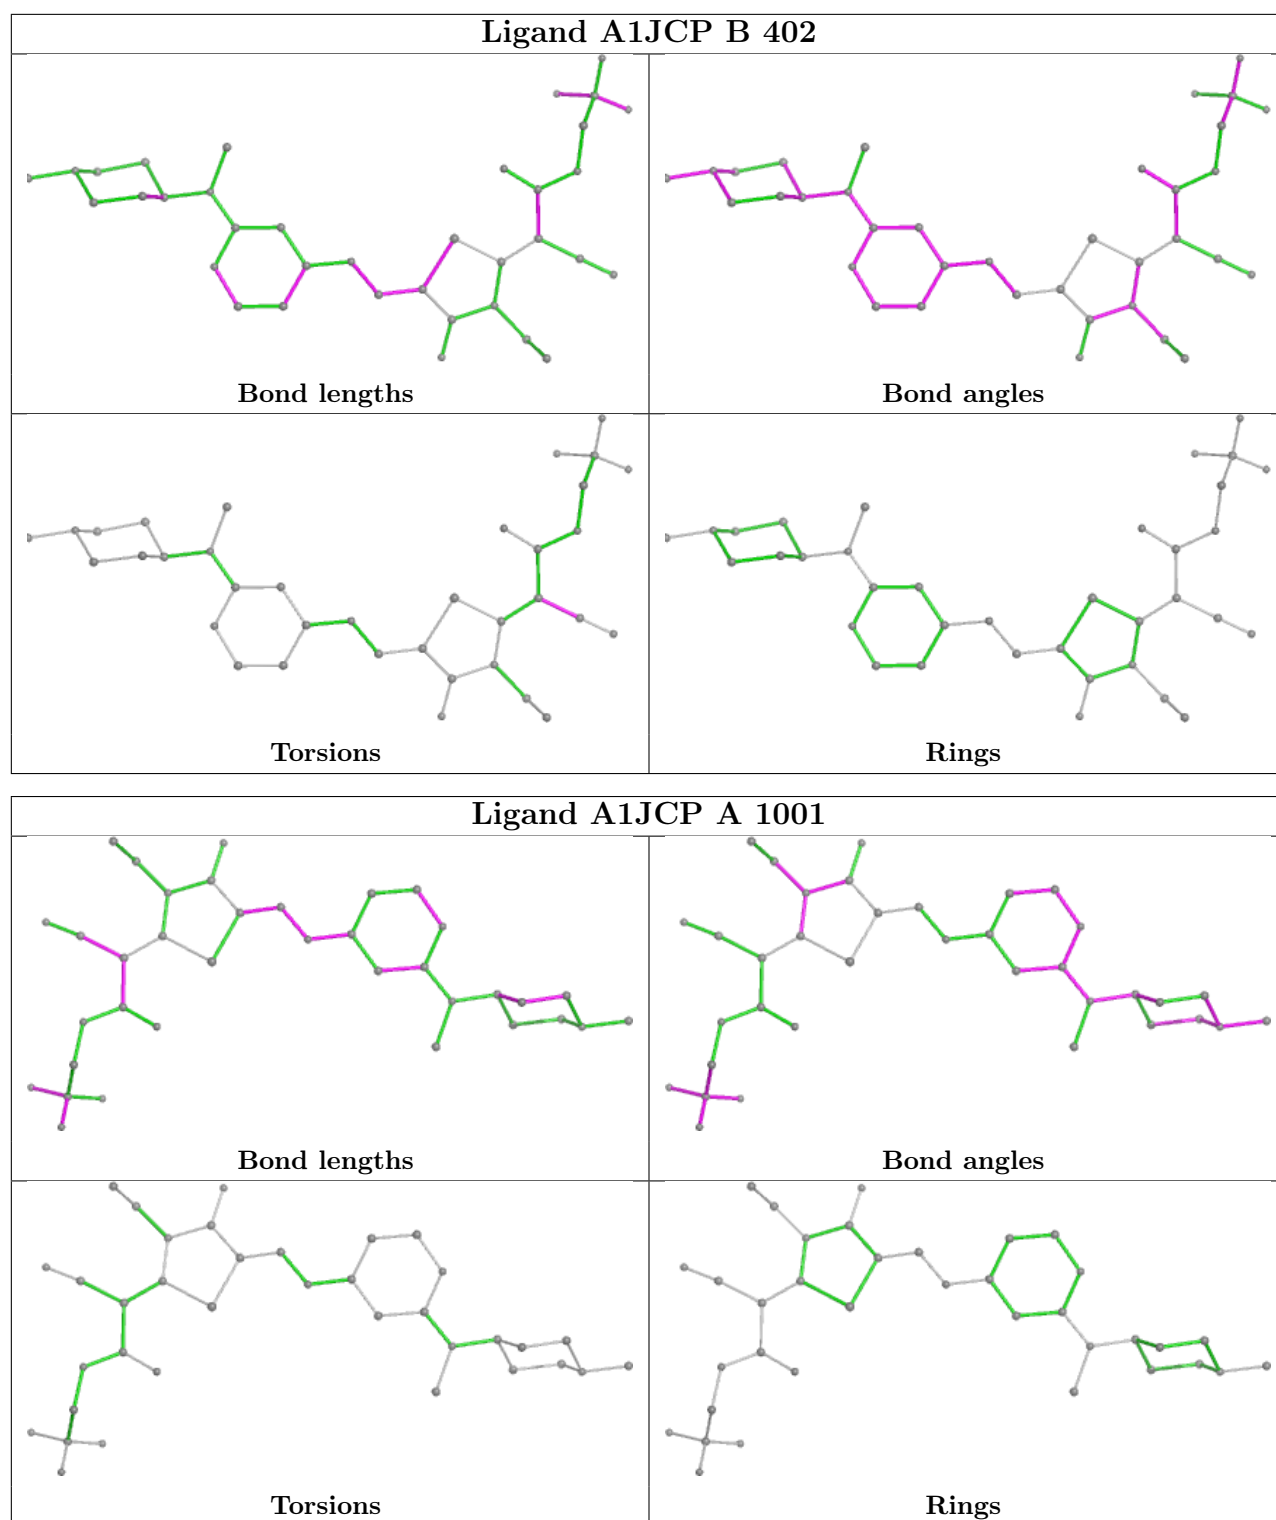 Ligand A1JCP B 402
Bond lengths
Bond angles
Torsions
Rings
Ligand A1JCP A 1001
Bond lengths
Bond angles
Torsions
Rings